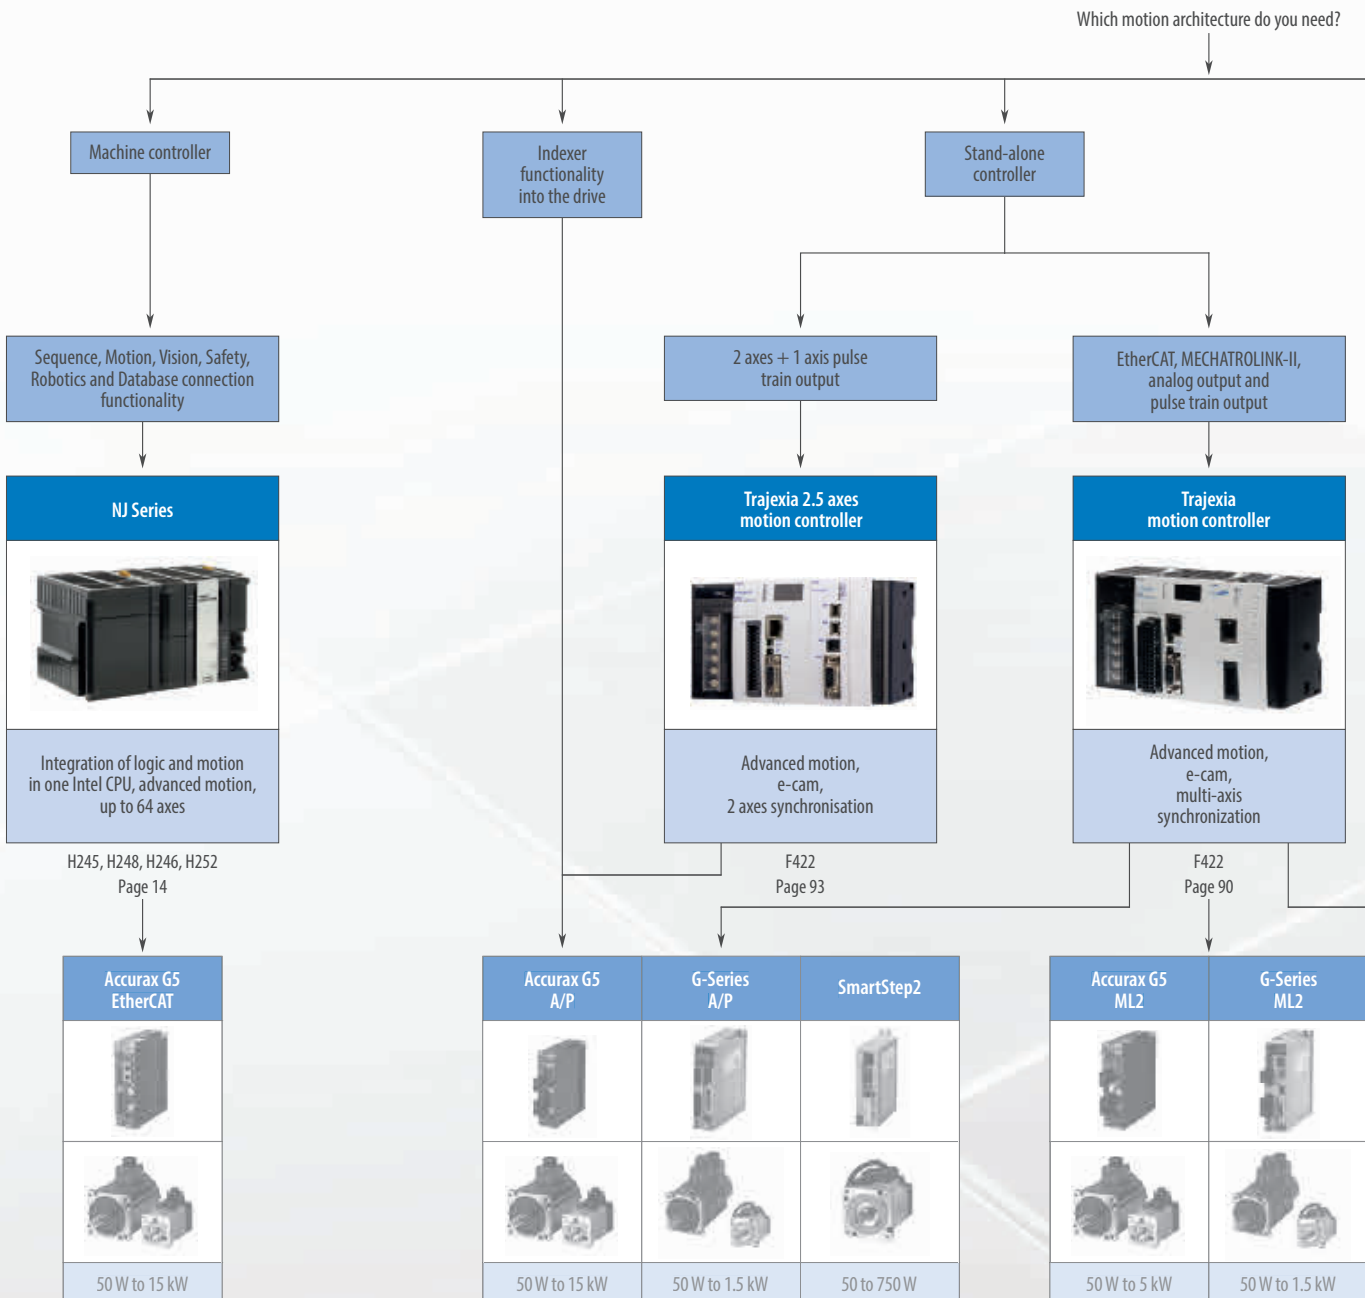 Which motion architecture do you need?
Machine controller
Indexer
functionality
into the drive
Stand-alone
controller
Sequence, Motion, Vision, Safety,
Robotics and Database connection
functionality
2 axes + 1 axis pulse
train output
EtherCAT, MECHATROLINK-II,
analog output and
pulse train output
NJ Series
Trajexia 2.5 axes
motion controller
Trajexia
motion controller
Integration of logic and motion
in one Intel CPU, advanced motion,
up to 64 axes
Advanced motion,
e-cam,
2 axes synchronisation
Advanced motion,
e-cam,
multi-axis
synchronization
H245, H248, H246, H252
Page 14
F422
Page 93
F422
Page 90
Accurax G5
EtherCAT
Accurax G5
A/P
G-Series
A/P
SmartStep2
Accurax G5
ML2
G-Series
ML2
50 W to 15 kW
50 W to 15 kW
50 W to 1.5 kW
50 to 750 W
50 W to 5 kW
50 W to 1.5 kW